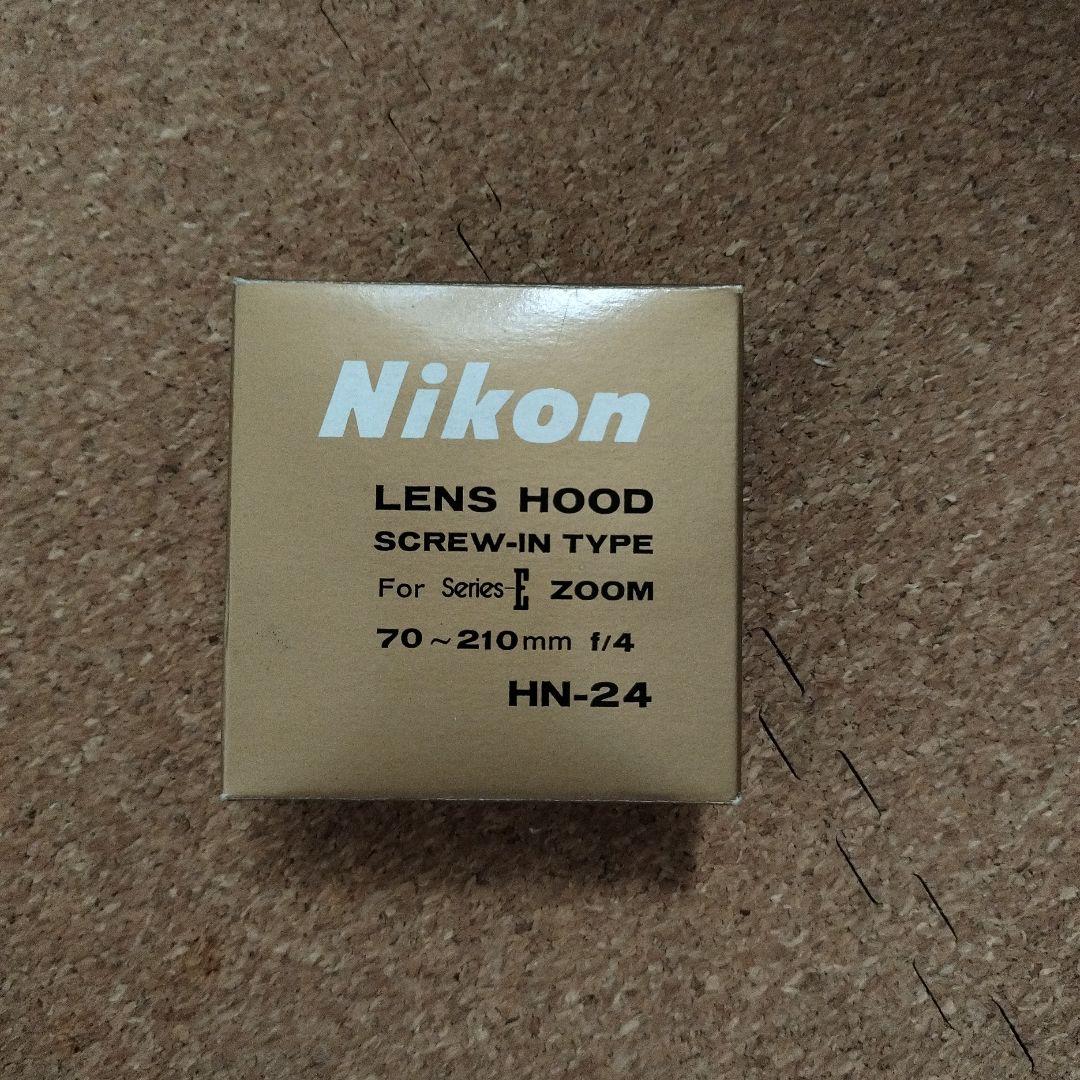 Nikon
LENS HOOD
SCREW-IN TYPE
For Series-E ZOOM
70~210mm f/4
HN-24